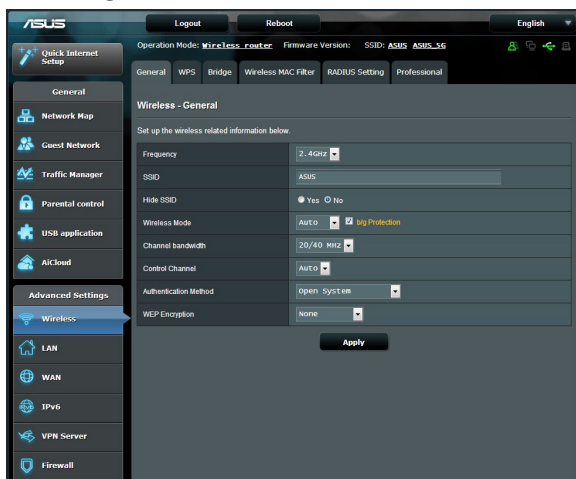 ASUS
Logout
Reboot
English
Quick Internet Setup
Operation Mode: Wireless router Firmware Version: SSID: ASUS ASUS_5G
General
WPS
Bridge
Wireless MAC Filter
RADIUS Setting
Professional
General
Network Map
Guest Network
Traffic Manager
Parental control
USB application
AiCloud
Advanced Settings
Wireless
LAN
WAN
IPv6
VPN Server
Firewall
Wireless - General
Set up the wireless related information below.
Frequency 2.4GHz
SSID ASUS
Hide SSID Yes No
Wireless Mode Auto b/g Protection
Channel bandwidth 20/40 MHz
Control Channel Auto
Authentication Method Open System
WEP Encryption None
Apply